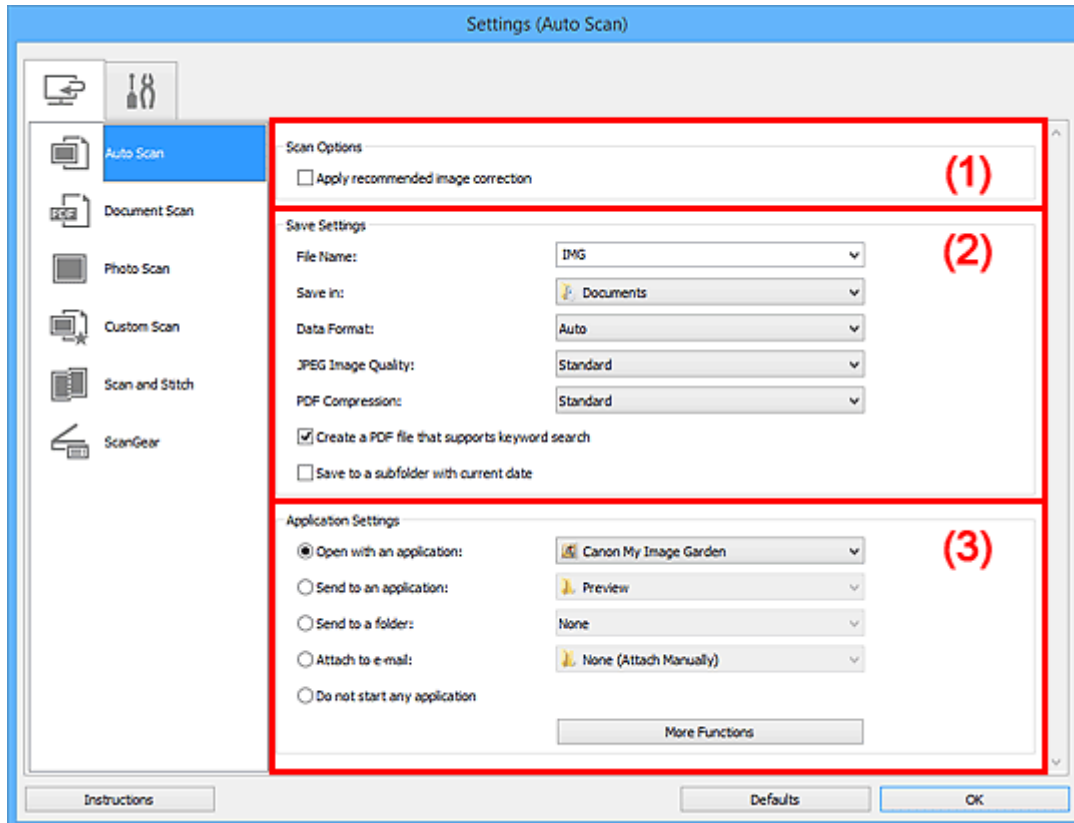 Settings (Auto Scan)
Auto Scan
Document Scan
PDF
Photo Scan
Custom Scan
Scan and Stitch
ScanGear
Scan Options
Apply recommended image correction
(1)
Save Settings
(2)
File Name: IMG
Save in: Documents
Data Format: Auto
JPEG Image Quality: Standard
PDF Compression: Standard
Create a PDF file that supports keyword search
Save to a subfolder with current date
Application Settings
(3)
Open with an application: Canon My Image Garden
Send to an application: Preview
Send to a folder: None
Attach to e-mail: None (Attach Manually)
Do not start any application
More Functions
Instructions Defaults OK